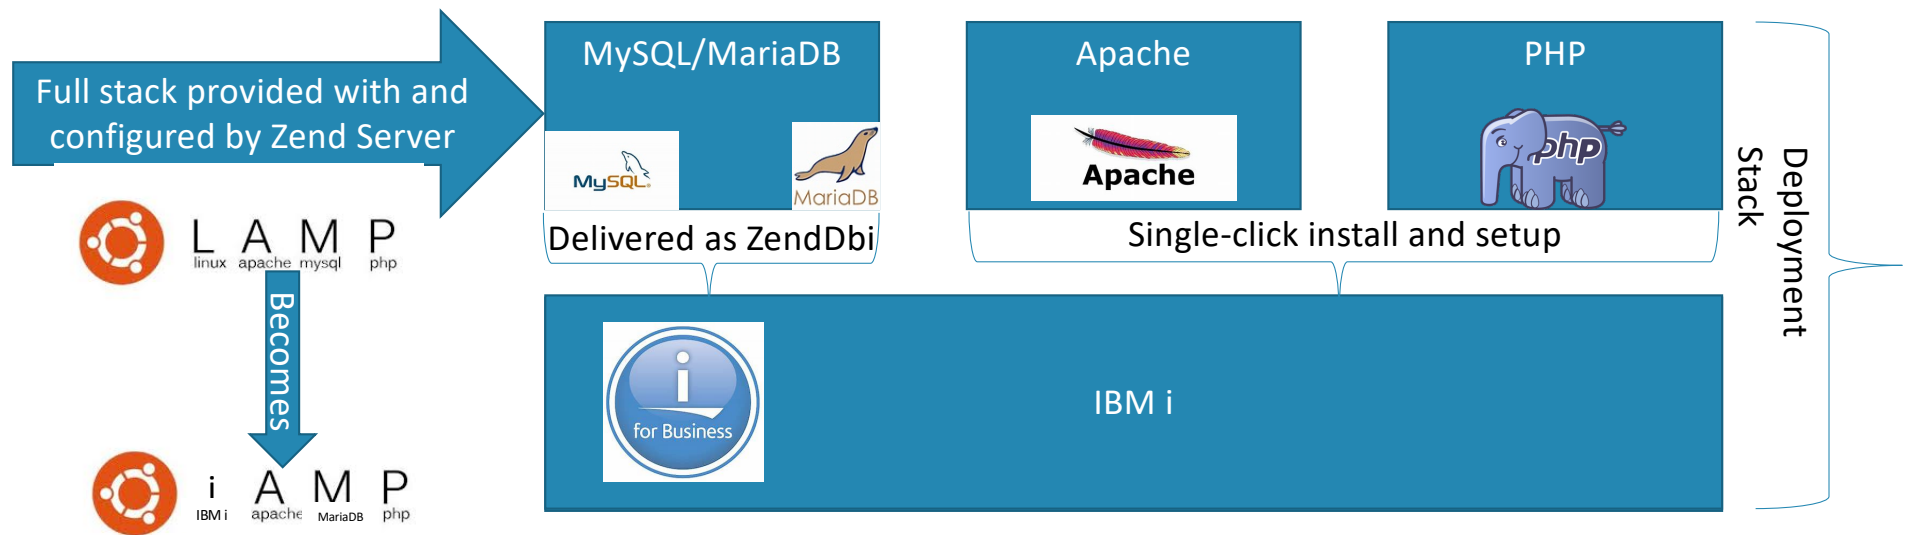 Full stack provided with and
configured by Zend Server
L A M P
linux apache mysql php
Becomes
i A M P
IBM i apache MariaDB php
MySQL/MariaDB
MySQL
MariaDB
Delivered as ZendDbi
Apache
Apache
PHP
php
Single-click install and setup
IBM i
i
for Business
Deployment
Stack